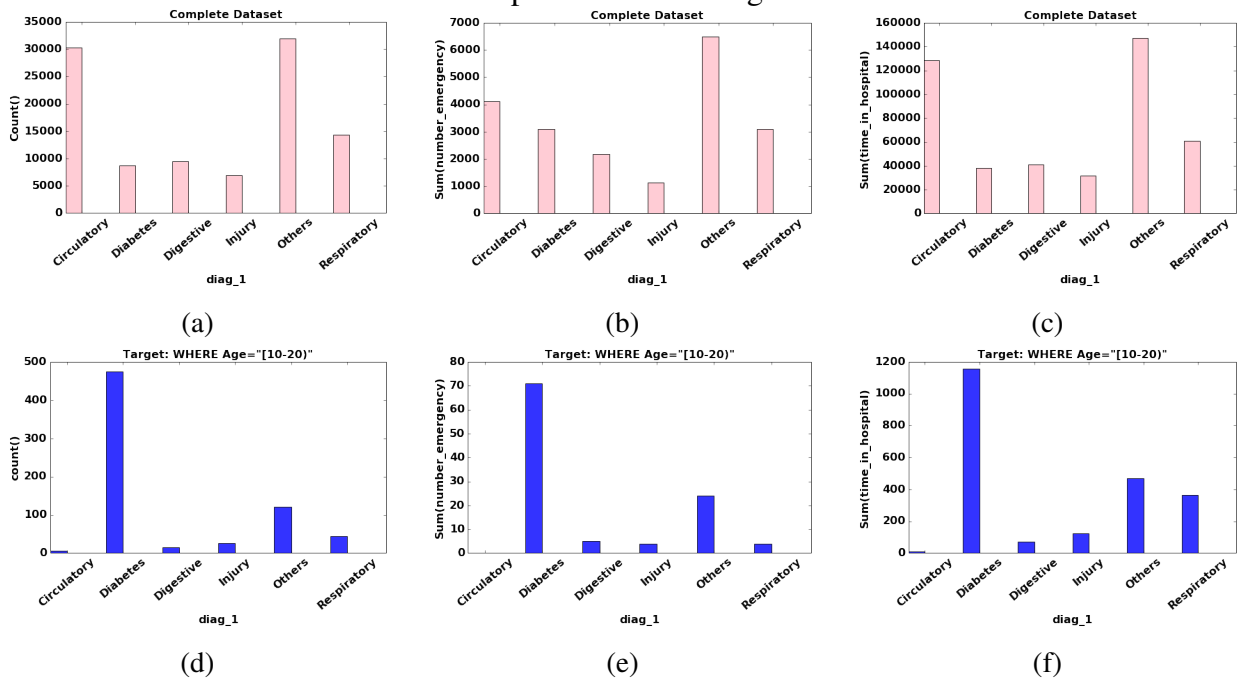 Complete Dataset
35000
30000
25000
20000
15000
10000
5000
0
Count()
Circulatory
Diabetes
Digestive
Injury
Others
Respiratory
diag_1
(a)
Complete Dataset
7000
6000
5000
4000
3000
2000
1000
0
Sum(number_emergency)
Circulatory
Diabetes
Digestive
Injury
Others
Respiratory
diag_1
(b)
Complete Dataset
160000
140000
120000
100000
80000
60000
40000
20000
0
Sum(time_in_hospital)
Circulatory
Diabetes
Digestive
Injury
Others
Respiratory
diag_1
(c)
Target: WHERE Age="[10-20)"
500
400
300
200
100
0
count()
Circulatory
Diabetes
Digestive
Injury
Others
Respiratory
diag_1
(d)
Target: WHERE Age="[10-20)"
80
70
60
50
40
30
20
10
0
Sum(number_emergency)
Circulatory
Diabetes
Digestive
Injury
Others
Respiratory
diag_1
(e)
Target: WHERE Age="[10-20)"
1200
1000
800
600
400
200
0
Sum(time_in_hospital)
Circulatory
Diabetes
Digestive
Injury
Others
Respiratory
diag_1
(f)